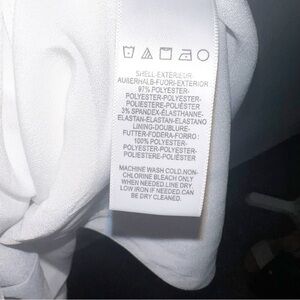 SHELL-EXTERIEUR
AUßERHALB-FUORI-EXTERIOR
97% POLYESTER-
POLYESTER-POLYESTER-
POLIESTERE-POLIÉSTER
3% SPANDEX-ÉLASTHANNE-
ELASTAN-ELASTAN-ELASTANO
LINING-DOUBLURE-
FUTTER-FODERA-FORRO:
100% POLYESTER-
POLYESTER-POLYESTER-
POLIESTERE-POLIÉSTER
MACHINE WASH COLD.NON-
CHLORINE BLEACH ONLY
WHEN NEEDED.LINE DRY.
LOW IRON IF NEEDED.CAN
BE DRY CLEANED.